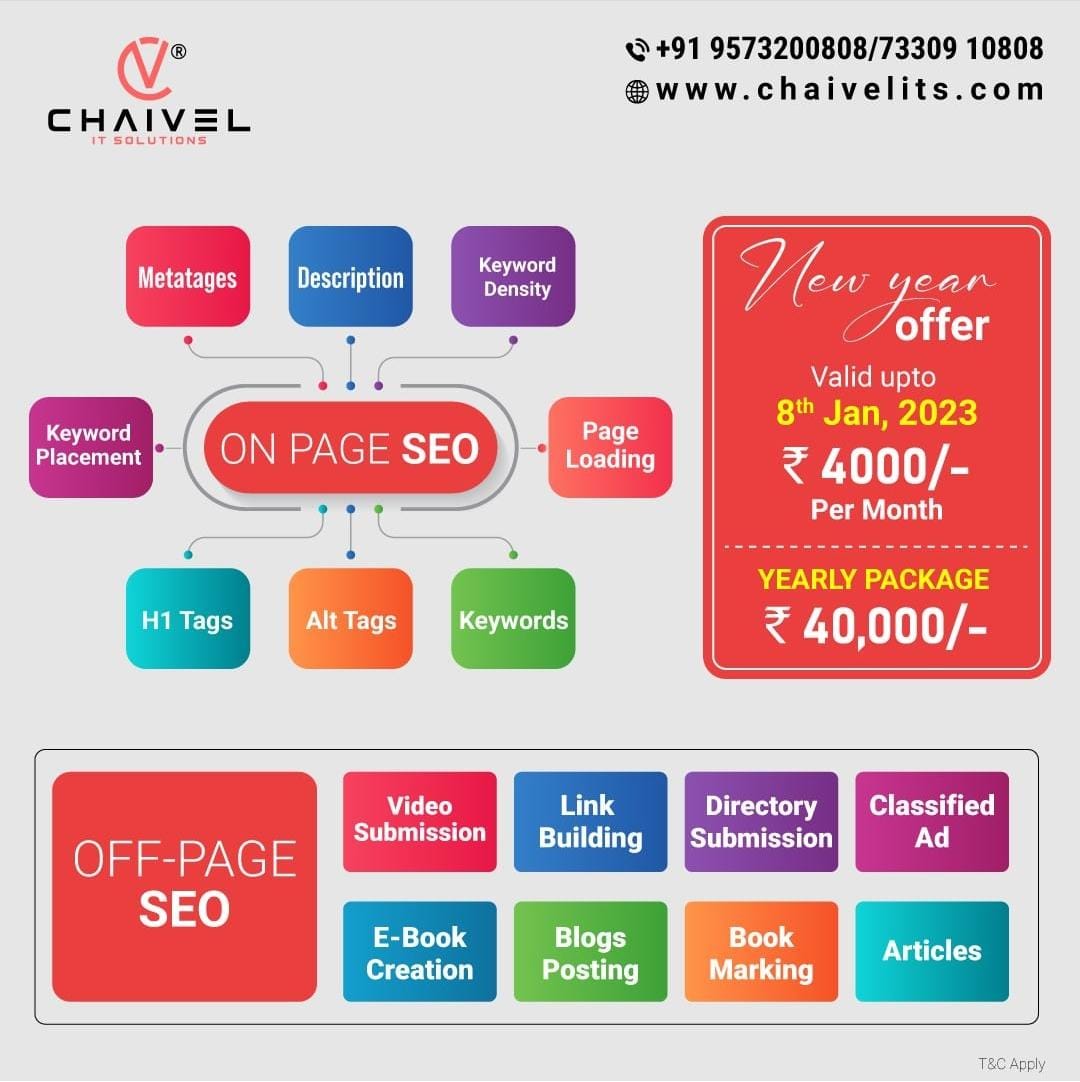 CV®
CHAIVEL
IT SOLUTIONS
+91 9573200808/73309 10808
www.chaivelits.com
Metatages
Description
Keyword
Density
Keyword
Placement
ON PAGE SEO
Page
Loading
H1 Tags
Alt Tags
Keywords
New year
offer
Valid upto
8th Jan, 2023
₹ 4000/-
Per Month
YEARLY PACKAGE
₹ 40,000/-
OFF-PAGE
SEO
Video
Submission
Link
Building
Directory
Submission
Classified
Ad
E-Book
Creation
Blogs
Posting
Book
Marking
Articles
T&C Apply